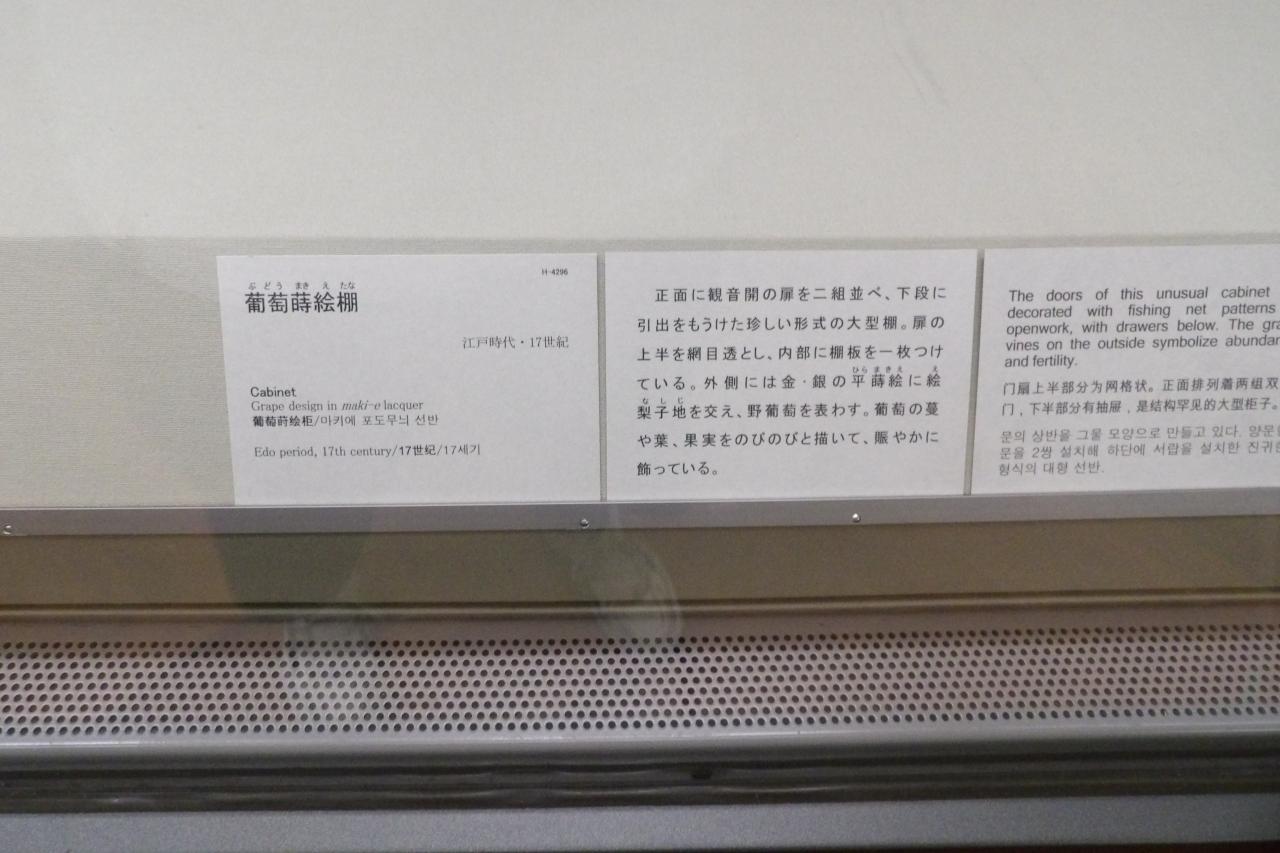 H-4296
ぶどう まき え たな
葡萄蒔絵棚
江戸時代・17世紀
Cabinet
Grape design in maki-e lacquer
葡萄莳绘柜/마키에 포도무늬 선반
Edo period, 17th century/17世纪/17세기
正面に観音開の扉を二組並べ、下段に
引出をもうけた珍しい形式の大型棚。扉の
上半を網目透とし、内部に棚板を一枚つけ
ひら まき え え
ている。外側には金・銀の平蒔絵に絵
なしじ
梨子地を交え、野葡萄を表わす。葡萄の蔓
や葉、果実をのびのびと描いて、賑やかに
飾っている。
The doors of this unusual cabinet
decorated with fishing net patterns
openwork, with drawers below. The gra
vines on the outside symbolize abundan
and fertility.
门扇上半部分为网格状。正面排列着两组双
门，下半部分有抽屉，是结构罕见的大型柜子。
문의 상반을 그물 모양으로 만들고 있다. 양문
문을 2쌍 설치해 하단에 서랍을 설치한 진귀한
형식의 대형 선반.